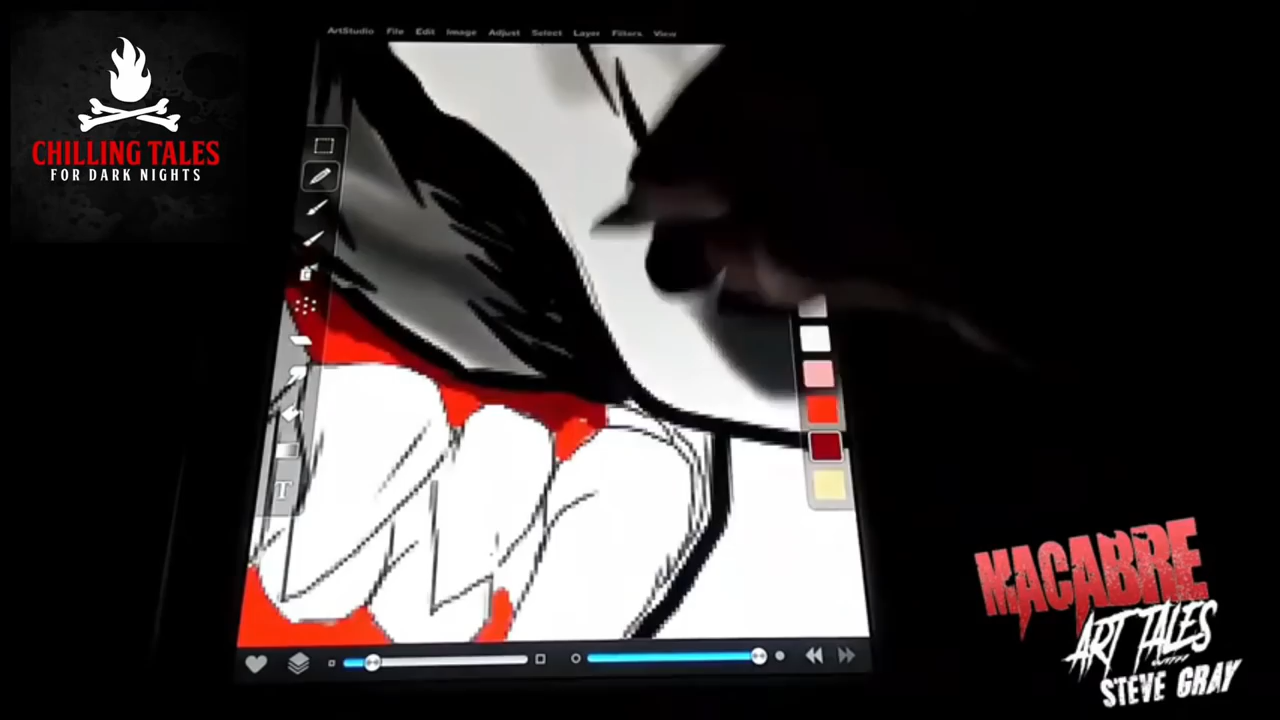 CHILLING TALES
FOR DARK NIGHTS
ArtStudio File Edit Image Adjust Select Layer Filters View
T
MACABRE
ART TALES
WITH
STEVE GRAY